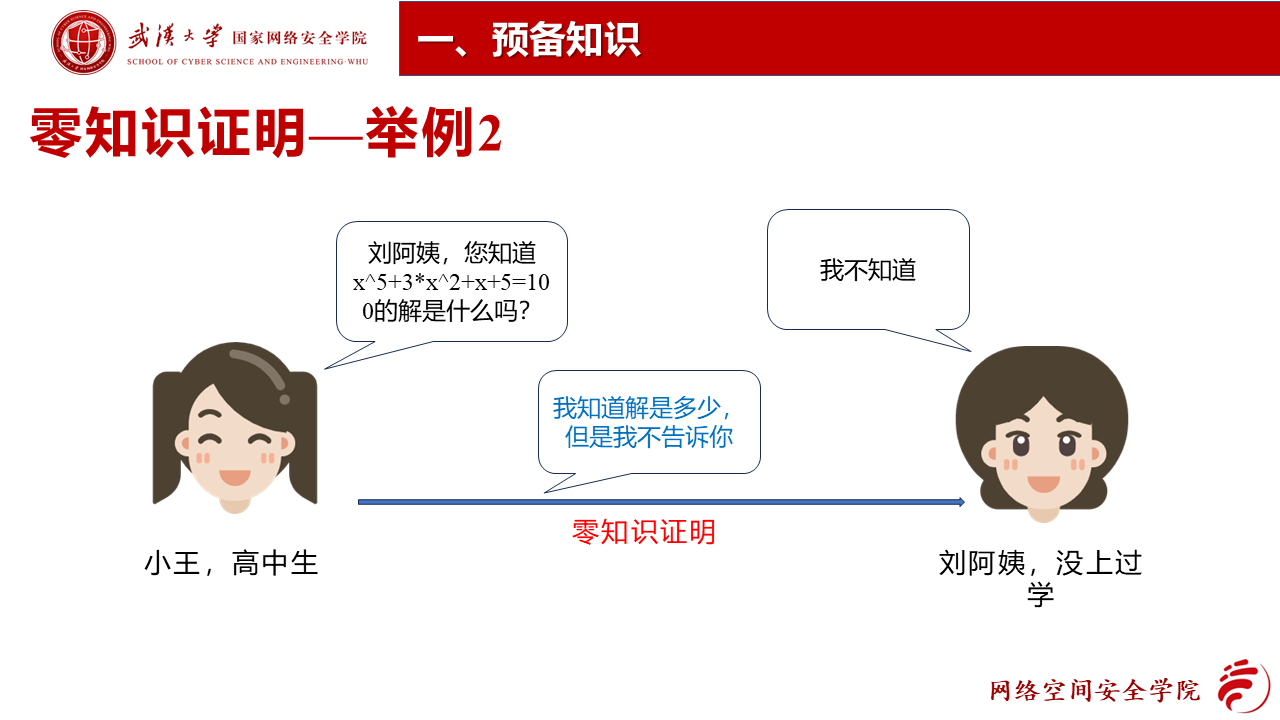 武汉大学 国家网络安全学院
SCHOOL OF CYBER SCIENCE AND ENGINEERING·WHU
一、预备知识
零知识证明—举例2
刘阿姨，您知道
x^5+3*x^2+x+5=10
0的解是什么吗？
我不知道
我知道解是多少，
但是我不告诉你
零知识证明
小王，高中生
刘阿姨，没上过
学
网络空间安全学院